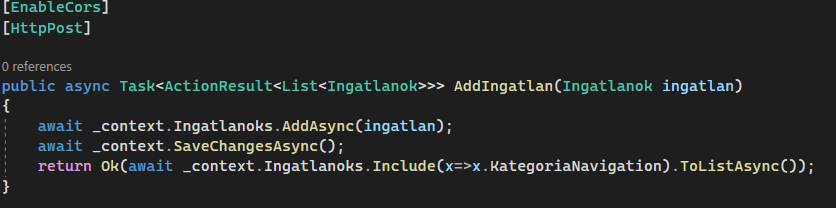 [EnableCors]
[HttpPost]
0 references
public async Task<ActionResult<List<Ingatlanok>>> AddIngatlan(Ingatlanok ingatlan)
{
    await _context.Ingatlanoks.AddAsync(ingatlan);
    await _context.SaveChangesAsync();
    return Ok(await _context.Ingatlanoks.Include(x=>x.KategoriaNavigation).ToListAsync());
}